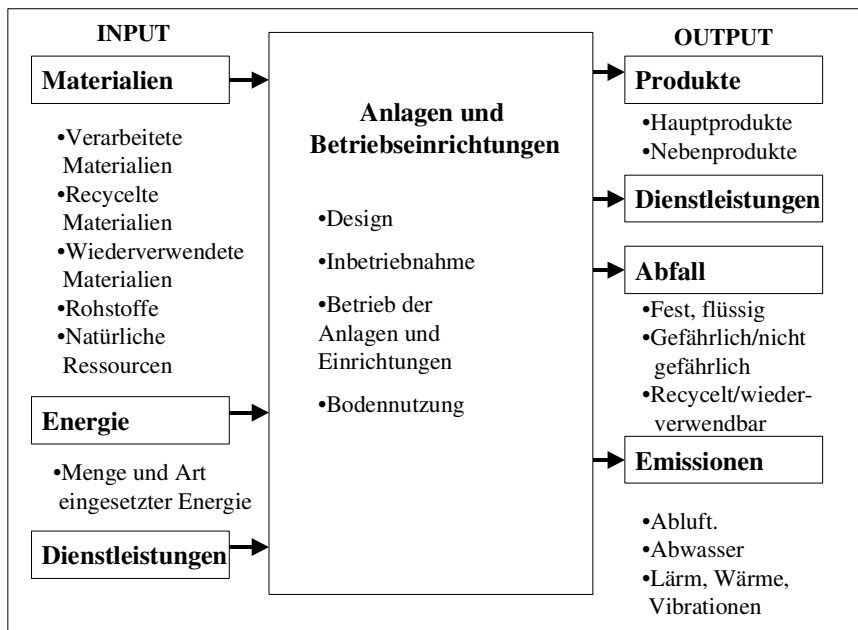 INPUT
Materialien
•Verarbeitete
Materialien
•Recycelte
Materialien
•Wiederverwendete
Materialien
•Rohstoffe
•Natürliche
Ressourcen
Energie
•Menge und Art
eingesetzter Energie
Dienstleistungen
Anlagen und
Betriebseinrichtungen
•Design
•Inbetriebnahme
•Betrieb der
Anlagen und
Einrichtungen
•Bodennutzung
OUTPUT
Produkte
•Hauptprodukte
•Nebenprodukte
Dienstleistungen
Abfall
•Fest, flüssig
•Gefährlich/nicht
gefährlich
•Recycelt/wieder-
verwendbar
Emissionen
•Abluft.
•Abwasser
•Lärm, Wärme,
Vibrationen